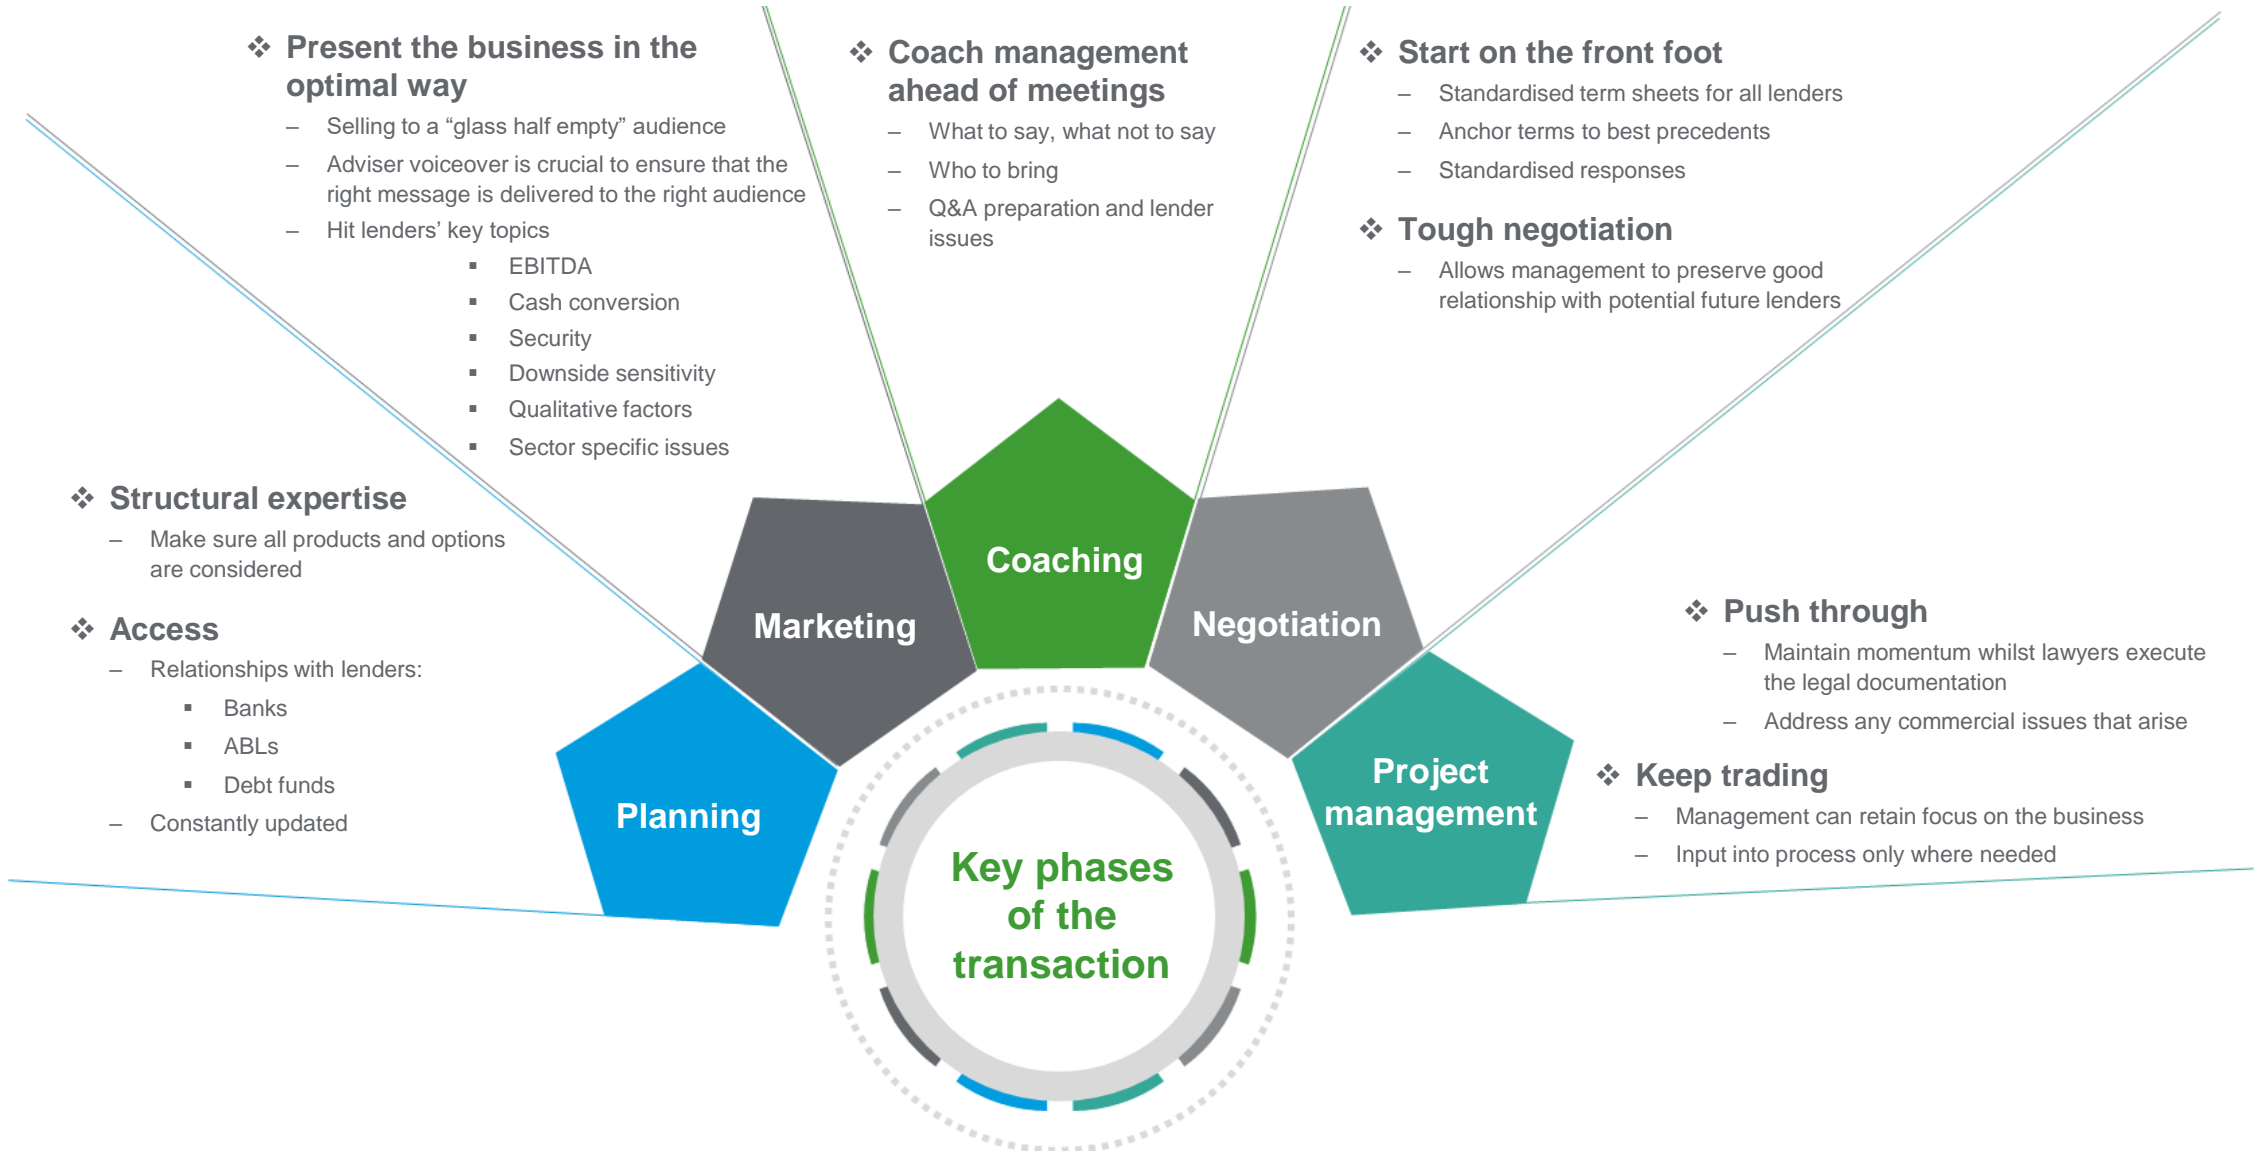 ❖ Present the business in the
optimal way
– Selling to a “glass half empty” audience
– Adviser voiceover is crucial to ensure that the
right message is delivered to the right audience
– Hit lenders’ key topics
▪ EBITDA
▪ Cash conversion
▪ Security
▪ Downside sensitivity
▪ Qualitative factors
▪ Sector specific issues
❖ Coach management
ahead of meetings
– What to say, what not to say
– Who to bring
– Q&A preparation and lender
issues
❖ Start on the front foot
– Standardised term sheets for all lenders
– Anchor terms to best precedents
– Standardised responses
❖ Tough negotiation
– Allows management to preserve good
relationship with potential future lenders
❖ Structural expertise
– Make sure all products and options
are considered
❖ Access
– Relationships with lenders:
▪ Banks
▪ ABLs
▪ Debt funds
– Constantly updated
Planning
Marketing
Coaching
Negotiation
Project
management
❖ Push through
– Maintain momentum whilst lawyers execute
the legal documentation
– Address any commercial issues that arise
❖ Keep trading
– Management can retain focus on the business
– Input into process only where needed
Key phases
of the
transaction